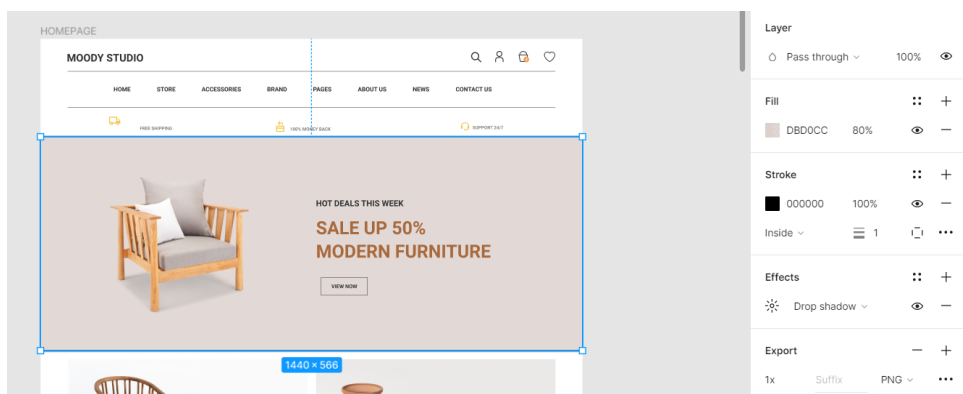 HOMEPAGE
MOODY STUDIO
HOME STORE ACCESSORIES BRAND PAGES ABOUT US NEWS CONTACT US
FREE SHIPPING 100% MONEY BACK SUPPORT 24/7
HOT DEALS THIS WEEK
SALE UP 50%
MODERN FURNITURE
VIEW NOW
1440 × 566
Layer
Pass through 100%
Fill
DBD0CC 80%
Stroke
000000 100%
Inside 1
Effects
Drop shadow
Export
1x Suffix PNG